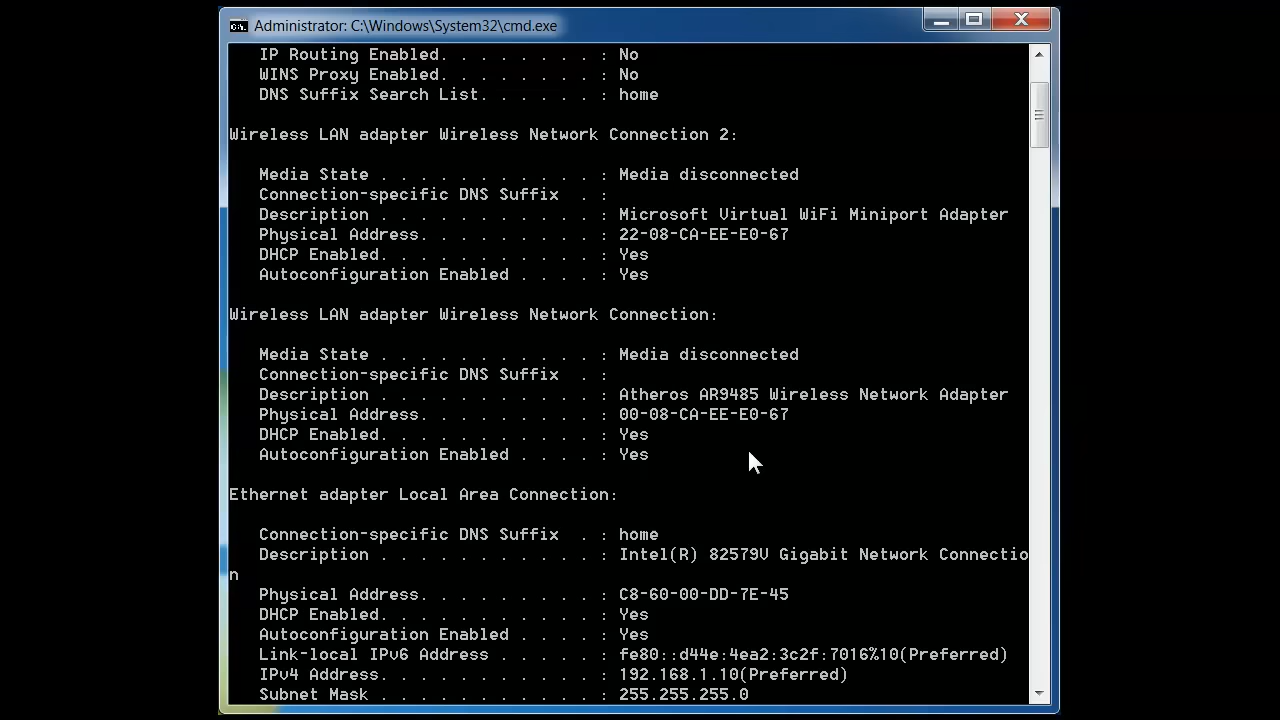 Administrator: C:\Windows\System32\cmd.exe
IP Routing Enabled. . . . . . . . : No
WINS Proxy Enabled. . . . . . . . : No
DNS Suffix Search List. . . . . . : home
Wireless LAN adapter Wireless Network Connection 2:
Media State . . . . . . . . . . . : Media disconnected
Connection-specific DNS Suffix  . :
Description . . . . . . . . . . . : Microsoft Virtual WiFi Miniport Adapter
Physical Address. . . . . . . . . : 22-08-CA-EE-E0-67
DHCP Enabled. . . . . . . . . . . : Yes
Autoconfiguration Enabled . . . . : Yes
Wireless LAN adapter Wireless Network Connection:
Media State . . . . . . . . . . . : Media disconnected
Connection-specific DNS Suffix  . :
Description . . . . . . . . . . . : Atheros AR9485 Wireless Network Adapter
Physical Address. . . . . . . . . : 00-08-CA-EE-E0-67
DHCP Enabled. . . . . . . . . . . : Yes
Autoconfiguration Enabled . . . . : Yes
Ethernet adapter Local Area Connection:
Connection-specific DNS Suffix  . : home
Description . . . . . . . . . . . : Intel(R) 82579V Gigabit Network Connectio
n
Physical Address. . . . . . . . . : C8-60-00-DD-7E-45
DHCP Enabled. . . . . . . . . . . : Yes
Autoconfiguration Enabled . . . . : Yes
Link-local IPv6 Address . . . . . : fe80::d44e:4ea2:3c2f:7016%10(Preferred)
IPv4 Address. . . . . . . . . . . : 192.168.1.10(Preferred)
Subnet Mask . . . . . . . . . . . : 255.255.255.0